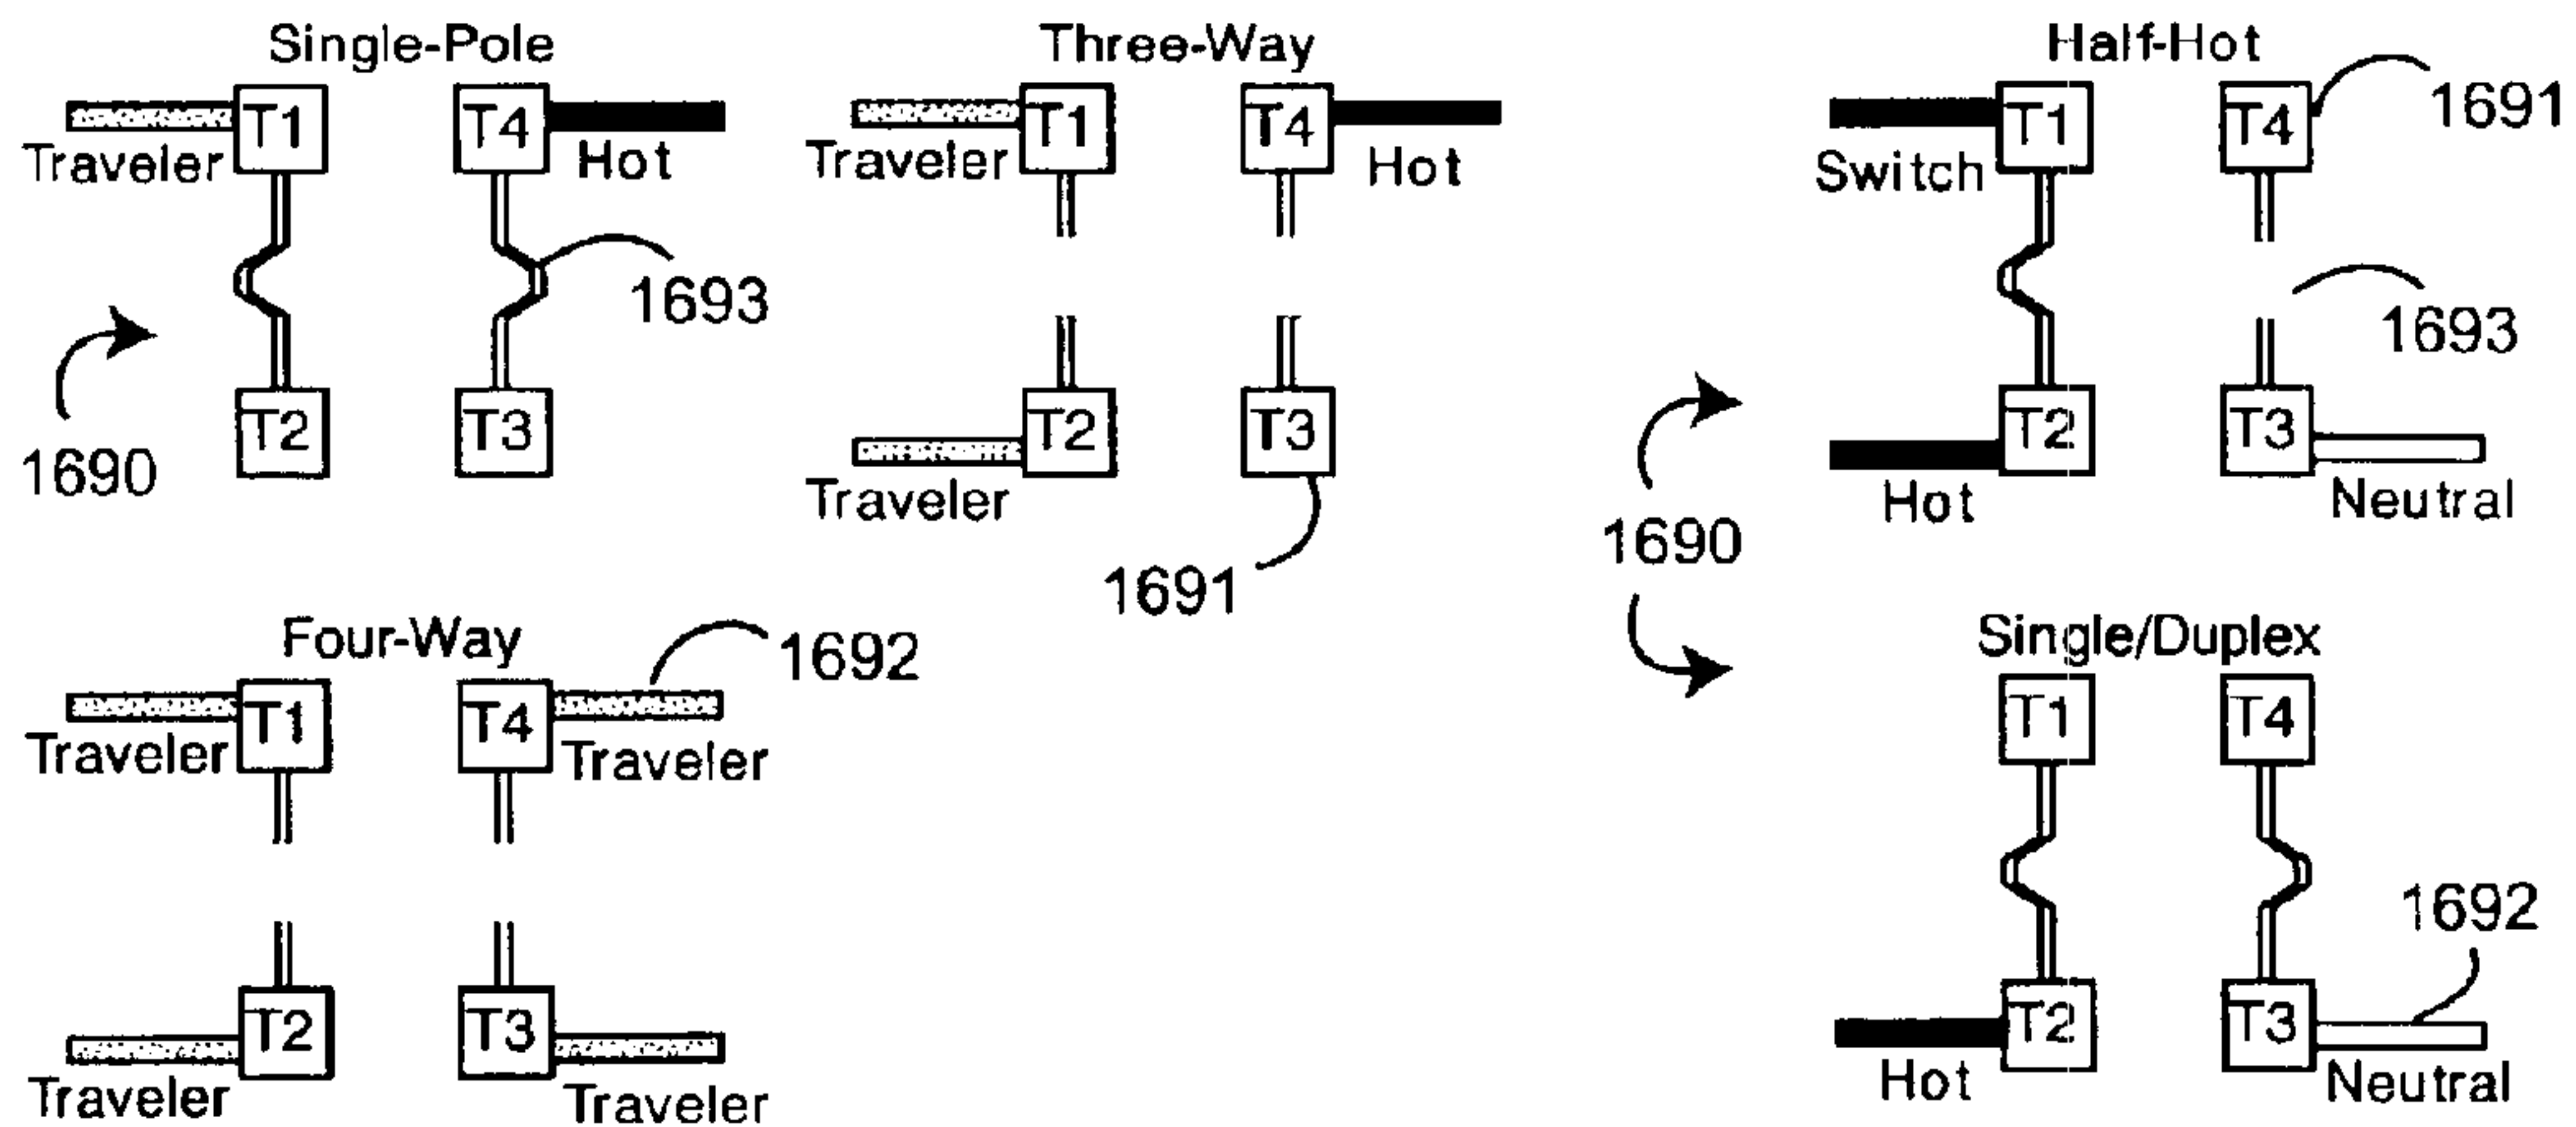 Single-Pole
T1
T4
Traveler
Hot
1693
T2
T3
1690
Three-Way
T1
T4
Traveler
Hot
T2
T3
Traveler
1691
Half-Hot
T1
T4
1691
Switch
1693
T2
T3
Hot
Neutral
1690
Four-Way
1692
T1
T4
Traveler
Traveler
T2
T3
Traveler
Traveler
Single/Duplex
T1
T4
1692
T2
T3
Hot
Neutral